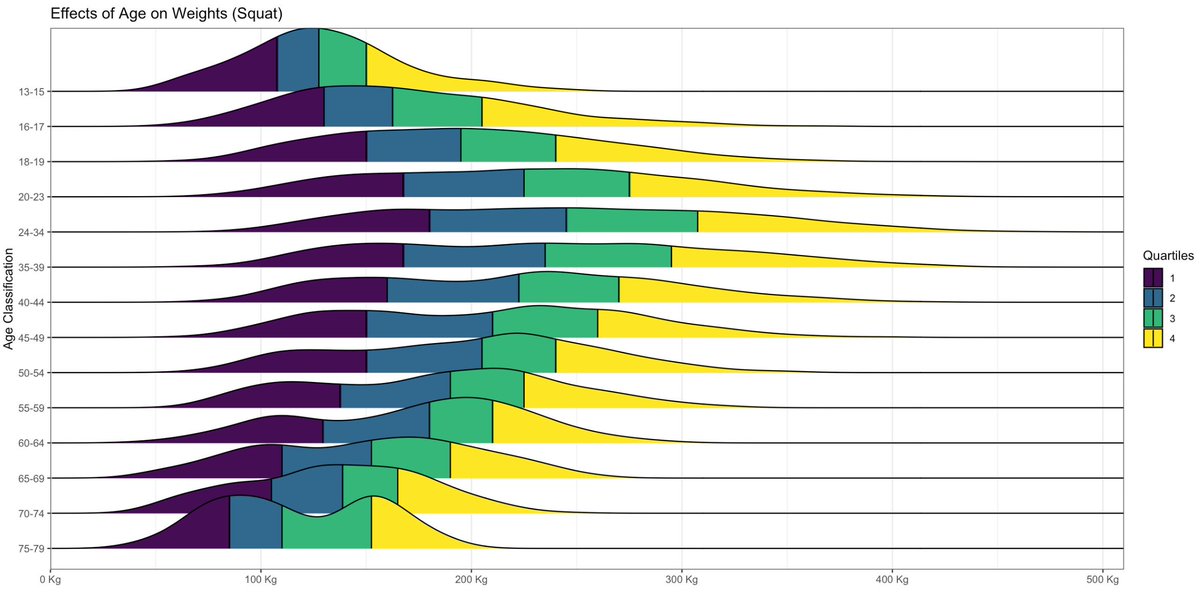 Effects of Age on Weights (Squat)
Age Classification
13-15
16-17
18-19
20-23
24-34
35-39
40-44
45-49
50-54
55-59
60-64
65-69
70-74
75-79
0 Kg
100 Kg
200 Kg
300 Kg
400 Kg
500 Kg
Quartiles
1
2
3
4